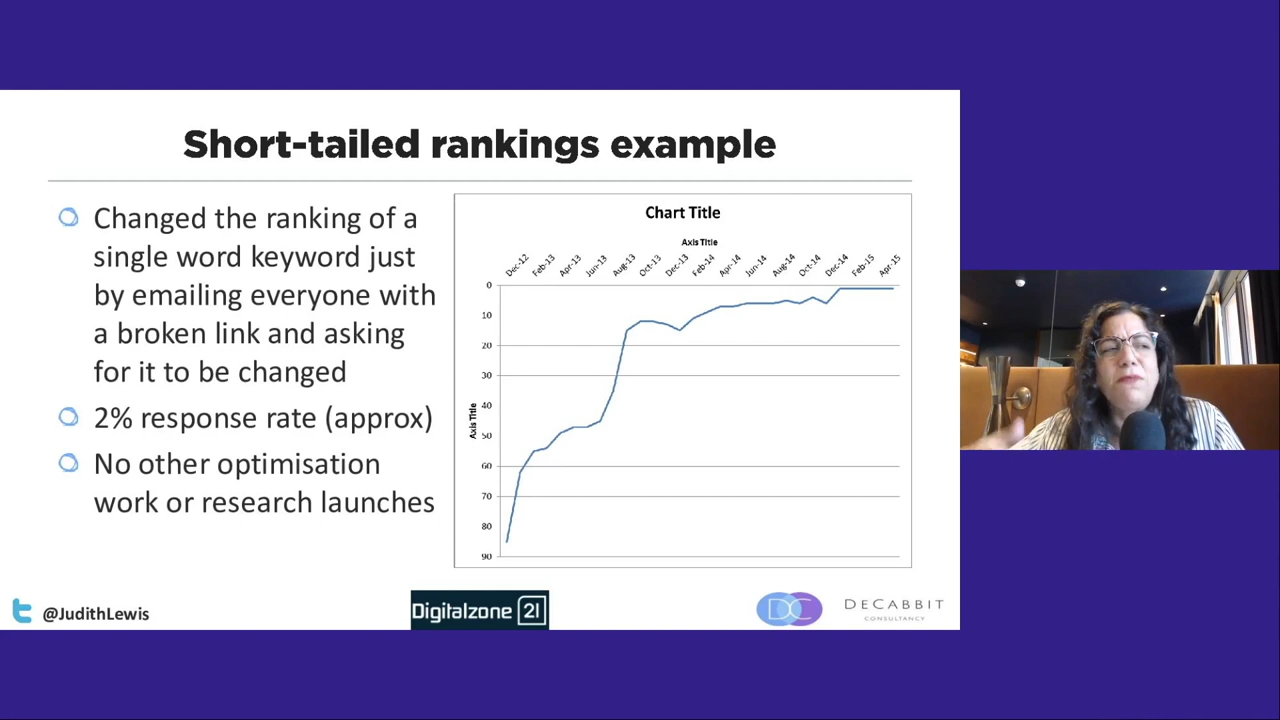 Short-tailed rankings example
Changed the ranking of a
single word keyword just
by emailing everyone with
a broken link and asking
for it to be changed
2% response rate (approx)
No other optimisation
work or research launches
Chart Title
Axis Title
Dec-12 Feb-13 Apr-13 Jun-13 Aug-13 Oct-13 Dec-13 Feb-14 Apr-14 Jun-14 Aug-14 Oct-14 Dec-14 Feb-15 Apr-15
0
10
20
30
40
50
60
70
80
90
Axis Title
@JudithLewis
Digitalzone 21
DC
DECABBIT
CONSULTANCY